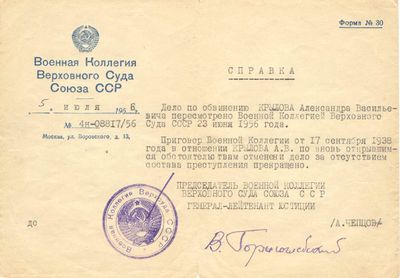 Форма № 30
Военная Коллегия
Верховного Суда
Союза ССР
5 июля 1956
№ 4н-08817/56
Москва, ул. Воровского, д. 13.
СПРАВКА
Дело по обвинению КРЫЛОВА Александра Василье-
вича пересмотрено Военной Коллегией Верховного
Суда СССР 23 июня 1956 года.
Приговор Военной Коллегии от 17 сентября 1938
года в отношении КРЫЛОВА А.В. по вновь открывшим-
ся обстоятельствам отменен и дело за отсутствием
состава преступления прекращено.
ПРЕДСЕДАТЕЛЬ ВОЕННОЙ КОЛЛЕГИИ
ВЕРХОВНОГО СУДА СОЮЗА ССР
ГЕНЕРАЛ-ЛЕЙТЕНАНТ ЮСТИЦИИ
до
/А.ЧЕПЦОВ/